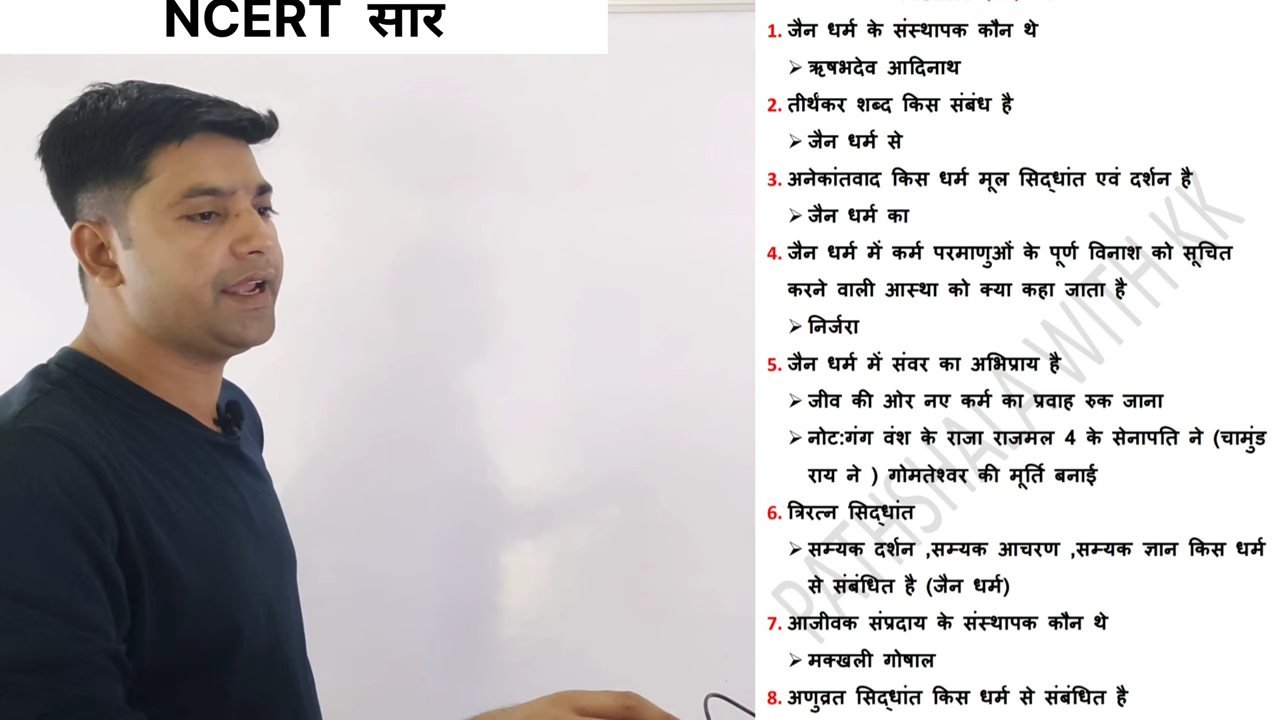 NCERT सार
1. जैन धर्म के संस्थापक कौन थे
➢ ऋषभदेव आदिनाथ
2. तीर्थंकर शब्द किस संबंध है
➢ जैन धर्म से
3. अनेकांतवाद किस धर्म मूल सिद्धांत एवं दर्शन है
➢ जैन धर्म का
4. जैन धर्म में कर्म परमाणुओं के पूर्ण विनाश को सूचित
करने वाली आस्था को क्या कहा जाता है
➢ निर्जरा
5. जैन धर्म में संवर का अभिप्राय है
➢ जीव की ओर नए कर्म का प्रवाह रुक जाना
➢ नोट:गंग वंश के राजा राजमल 4 के सेनापति ने (चामुंड
राय ने ) गोमतेश्वर की मूर्ति बनाई
6. त्रिरत्न सिद्धांत
➢ सम्यक दर्शन ,सम्यक आचरण ,सम्यक ज्ञान किस धर्म
से संबंधित है (जैन धर्म)
7. आजीवक संप्रदाय के संस्थापक कौन थे
➢ मक्खली गोषाल
8. अणुव्रत सिद्धांत किस धर्म से संबंधित है
PATHSHALA WITH KK